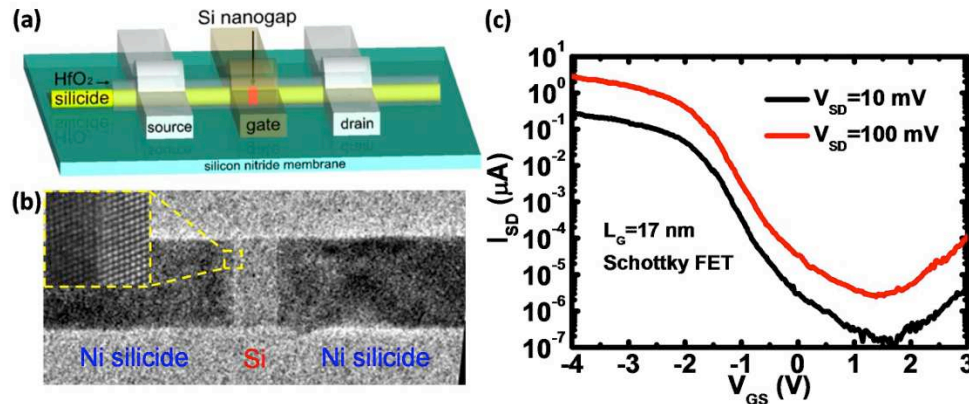 (a)
Si nanogap
HfO₂
silicide
source
gate
drain
silicon nitride membrane
(b)
Ni silicide
Si
Ni silicide
(c)
I_SD (μA)
10¹
10⁰
10⁻¹
10⁻²
10⁻³
10⁻⁴
10⁻⁵
10⁻⁶
10⁻⁷
V_SD=10 mV
V_SD=100 mV
L_G=17 nm
Schottky FET
-4 -3 -2 -1 0 1 2 3
V_GS (V)